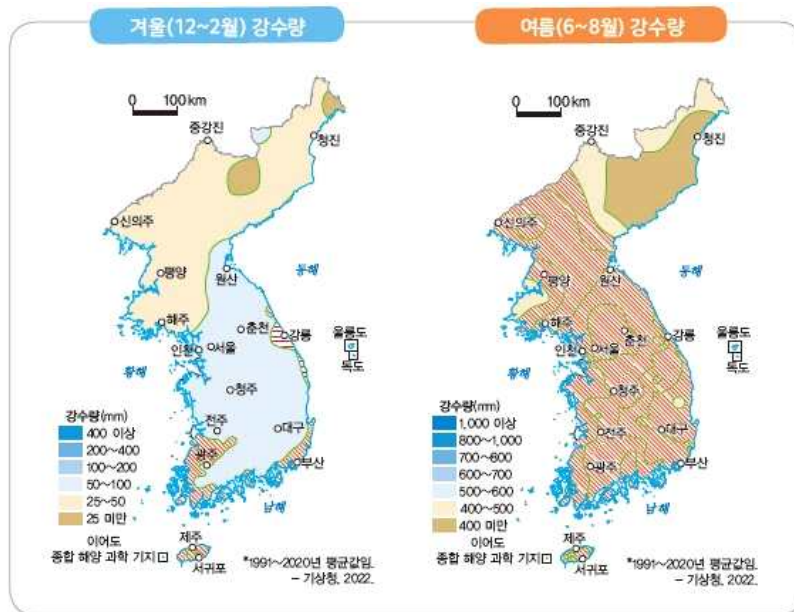 겨울(12~2월) 강수량
0 100 km
중강진
청진
신의주
평양
원산
동해
해주
춘천
강릉
울릉도
독도
인천
서울
황해
청주
강수량(mm)
400 이상
200~400
100~200
50~100
25~50
25 미만
전주
대구
광주
부산
남해
이어도
종합 해양 과학 기지
제주
서귀포
*1991~2020년 평균값임.
- 기상청, 2022.
여름(6~8월) 강수량
0 100 km
중강진
청진
신의주
평양
원산
동해
해주
춘천
강릉
울릉도
독도
인천
서울
황해
청주
강수량(mm)
1,000 이상
800~1,000
700~600
600~700
500~600
400~500
400 미만
전주
대구
광주
부산
남해
이어도
종합 해양 과학 기지
제주
서귀포
*1991~2020년 평균값임.
- 기상청, 2022.